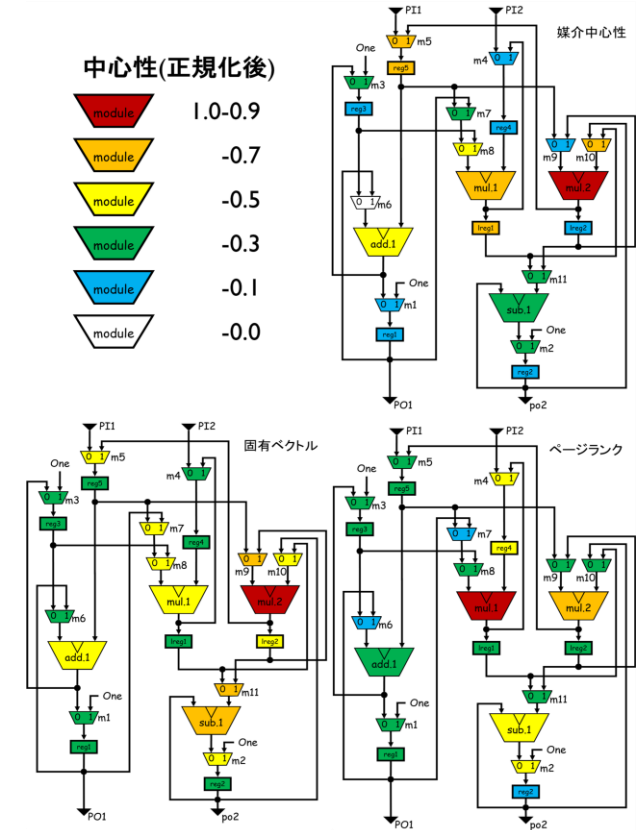 中心性(正規化後)
module 1.0-0.9
module -0.7
module -0.5
module -0.3
module -0.1
module -0.0
媒介中心性
PI1 PI2
0 1 m5
One
reg5
m4 0 1
0 1 m3
reg3
0 1 m7
reg4
0 1 m8
0 1 0 1
m9 m10
mul.1 mul.2
0 1 m6
lreg1 lreg2
add.1
0 1 m11
One
sub.1
0 1 m1
One
reg1
0 1 m2
reg2
PO1 po2
固有ベクトル
PI1 PI2
0 1 m5
One
m4 0 1
reg5
0 1 m3
reg3
0 1 m7
reg4
0 1 m8
0 1 0 1
m9 m10
mul.1 mul.2
0 1 m6
lreg1 lreg2
add.1
0 1 m11
One
0 1 m1
sub.1
One
reg1
0 1 m2
reg2
PO1 po2
ページランク
PI1 PI2
0 1 m5
One
m4 0 1
reg5
0 1 m3
reg3
0 1 m7
reg4
0 1 m8
0 1 0 1
m9 m10
mul.1 mul.2
0 1 m6
lreg1 lreg2
add.1
0 1 m11
One
0 1 m1
sub.1
One
reg1
0 1 m2
reg2
PO1 po2